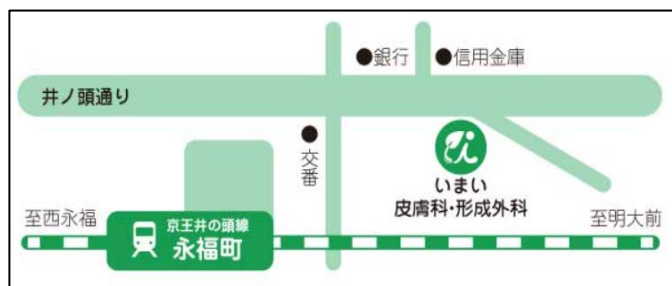 ●銀行
●信用金庫
井ノ頭通り
●
交番
いまい
皮膚科・形成外科
至西永福
京王井の頭線
永福町
至明大前